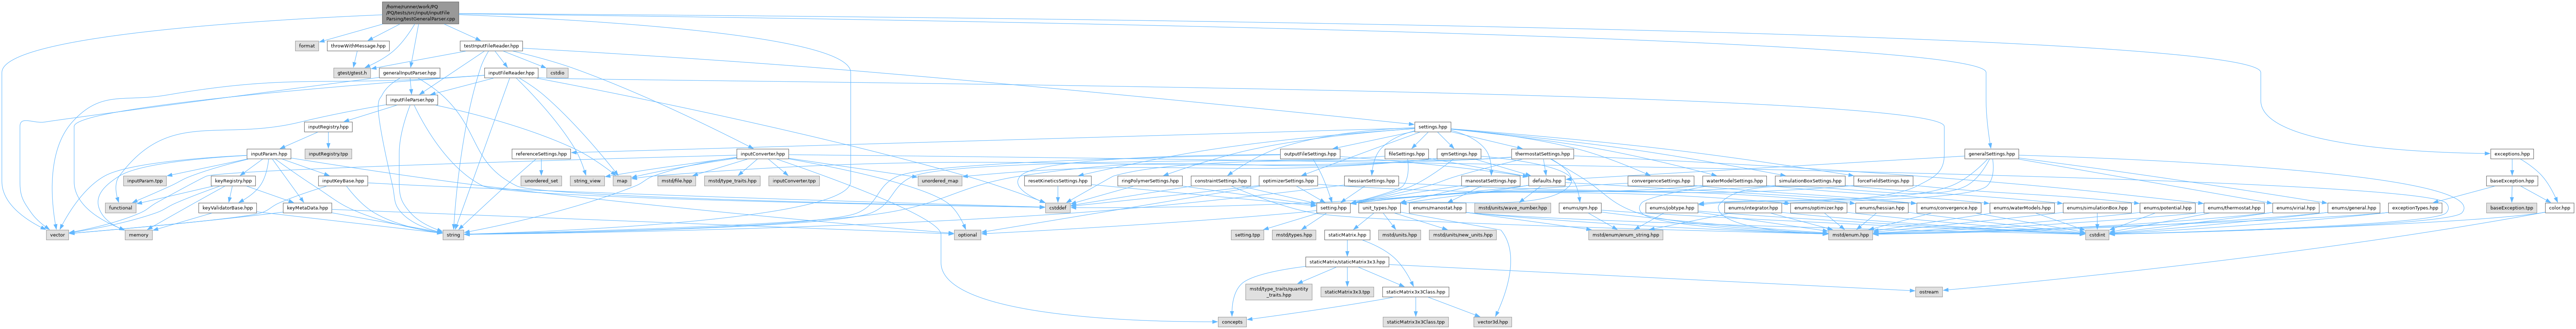 /home/runner/work/PQ
/PQ/tests/src/input/inputFile
Parsing/testGeneralParser.cpp
format
throwWithMessage.hpp
testInputFileReader.hpp
gtest/gtest.h
generalInputParser.hpp
inputFileReader.hpp
cstdio
inputFileParser.hpp
inputRegistry.hpp
settings.hpp
inputParam.hpp
inputRegistry.tpp
referenceSettings.hpp
inputConverter.hpp
outputFileSettings.hpp
fileSettings.hpp
qmSettings.hpp
thermostatSettings.hpp
generalSettings.hpp
exceptions.hpp
inputParam.tpp
keyRegistry.hpp
inputKeyBase.hpp
unordered_set
string_view
map
mstd/file.hpp
mstd/type_traits.hpp
inputConverter.tpp
unordered_map
resetKineticsSettings.hpp
ringPolymerSettings.hpp
constraintSettings.hpp
optimizerSettings.hpp
hessianSettings.hpp
manostatSettings.hpp
defaults.hpp
convergenceSettings.hpp
waterModelSettings.hpp
simulationBoxSettings.hpp
forceFieldSettings.hpp
baseException.hpp
functional
keyValidatorBase.hpp
keyMetaData.hpp
cstddef
setting.hpp
unit_types.hpp
enums/manostat.hpp
mstd/units/wave_number.hpp
enums/qm.hpp
enums/jobtype.hpp
enums/integrator.hpp
enums/optimizer.hpp
enums/hessian.hpp
enums/convergence.hpp
enums/waterModels.hpp
enums/simulationBox.hpp
enums/potential.hpp
enums/thermostat.hpp
enums/virial.hpp
enums/general.hpp
exceptionTypes.hpp
baseException.tpp
color.hpp
vector
memory
string
optional
setting.tpp
mstd/types.hpp
staticMatrix.hpp
mstd/units.hpp
mstd/units/new_units.hpp
mstd/enum/enum_string.hpp
mstd/enum.hpp
cstdint
staticMatrix/staticMatrix3x3.hpp
mstd/type_traits/quantity
_traits.hpp
staticMatrix3x3.tpp
staticMatrix3x3Class.hpp
ostream
concepts
staticMatrix3x3Class.tpp
vector3d.hpp